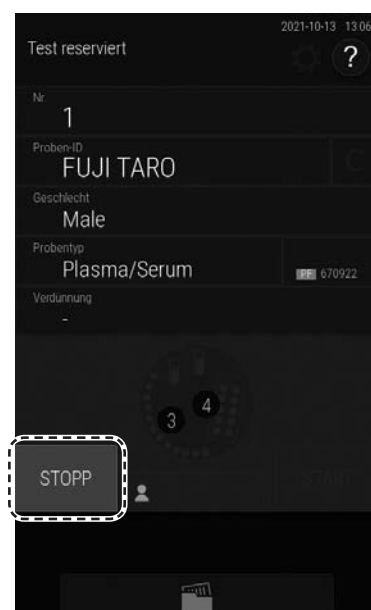 2021-10-13 13:06
Test reserviert
?
Nr
1
Proben-ID
FUJI TARO
C
Geschlecht
Male
Probentyp
Plasma/Serum
PF 670922
Verdünnung
-
3 4
STOPP
START